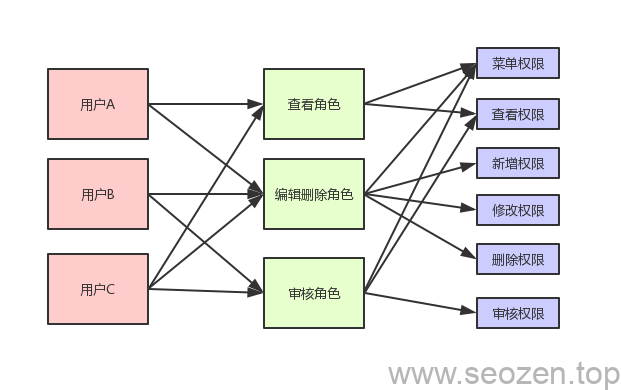 用户A
用户B
用户C
查看角色
编辑删除角色
审核角色
菜单权限
查看权限
新增权限
修改权限
删除权限
审核权限
www.seozen.top